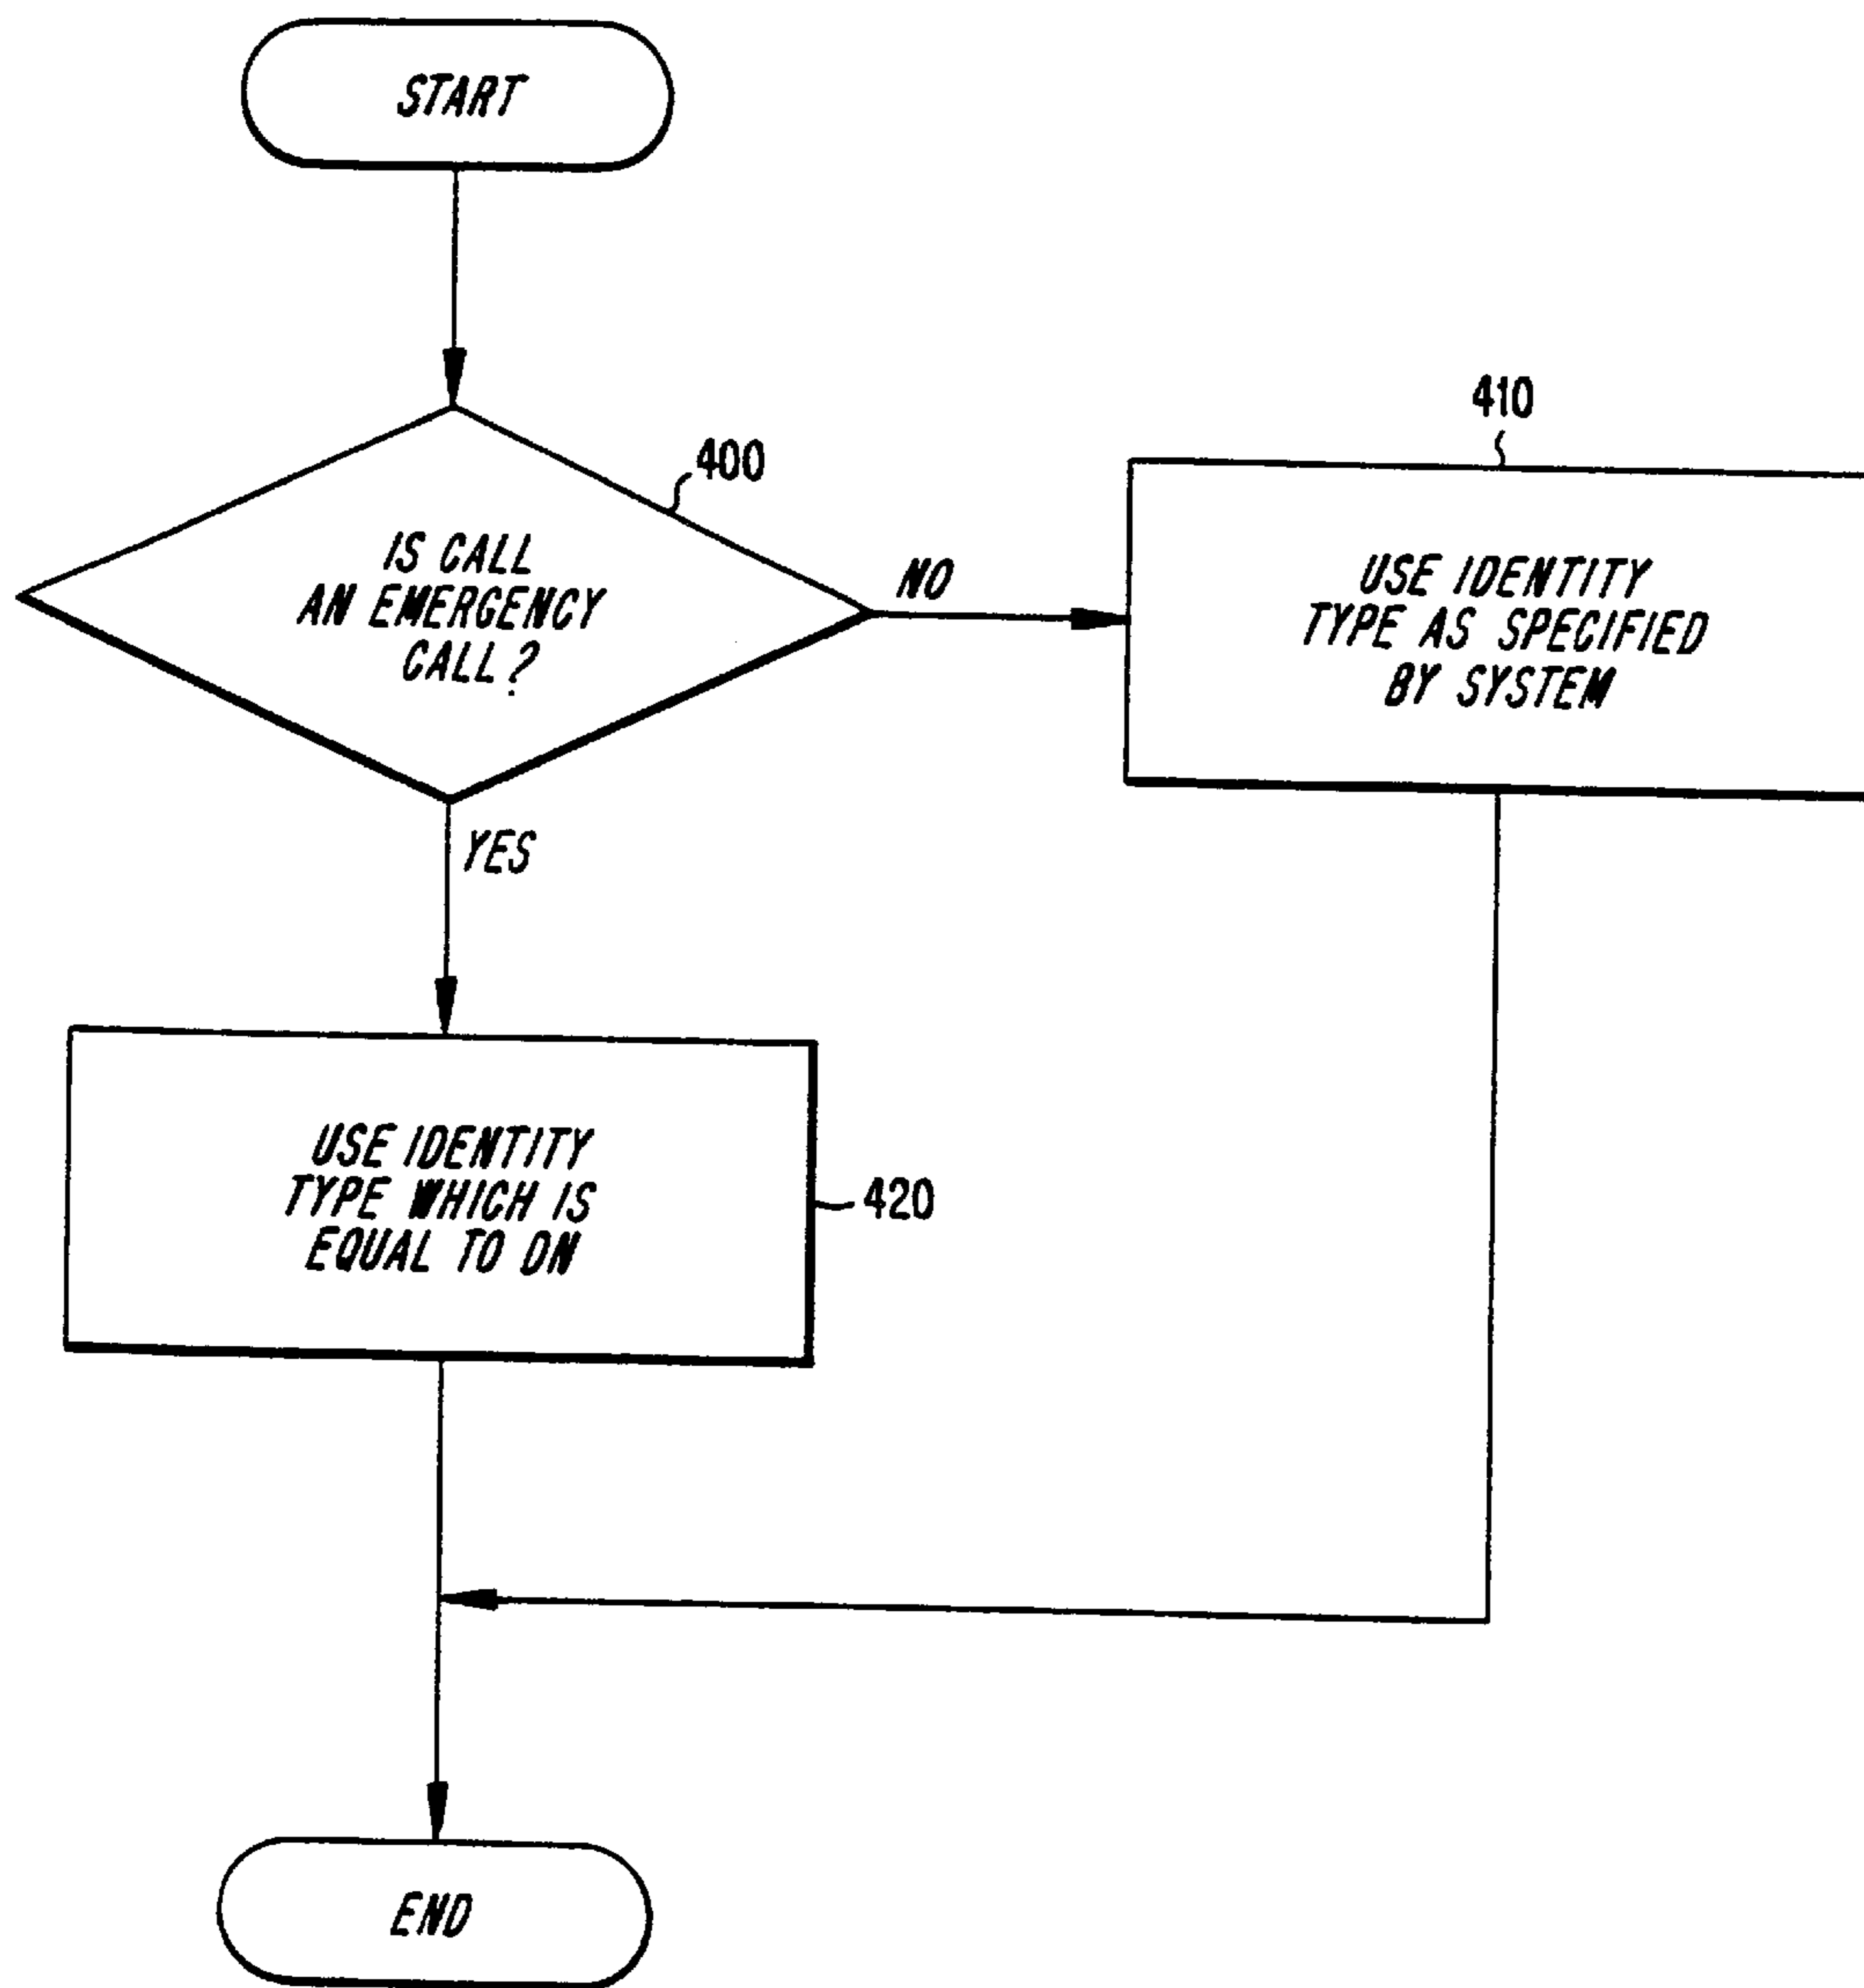 START
400
IS CALL
AN EMERGENCY
CALL?
NO
410
USE IDENTITY
TYPE AS SPECIFIED
BY SYSTEM
YES
USE IDENTITY
TYPE WHICH IS
EQUAL TO DN
420
END